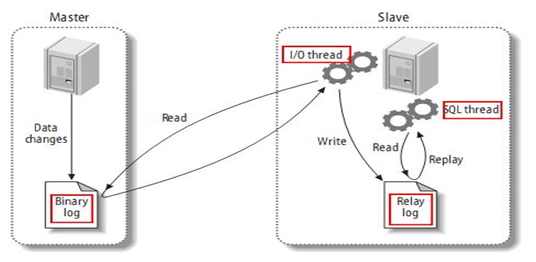 Master
Slave
I/O thread
SQL thread
Data
changes
Read
Write
Read
Replay
Binary
log
Relay
log